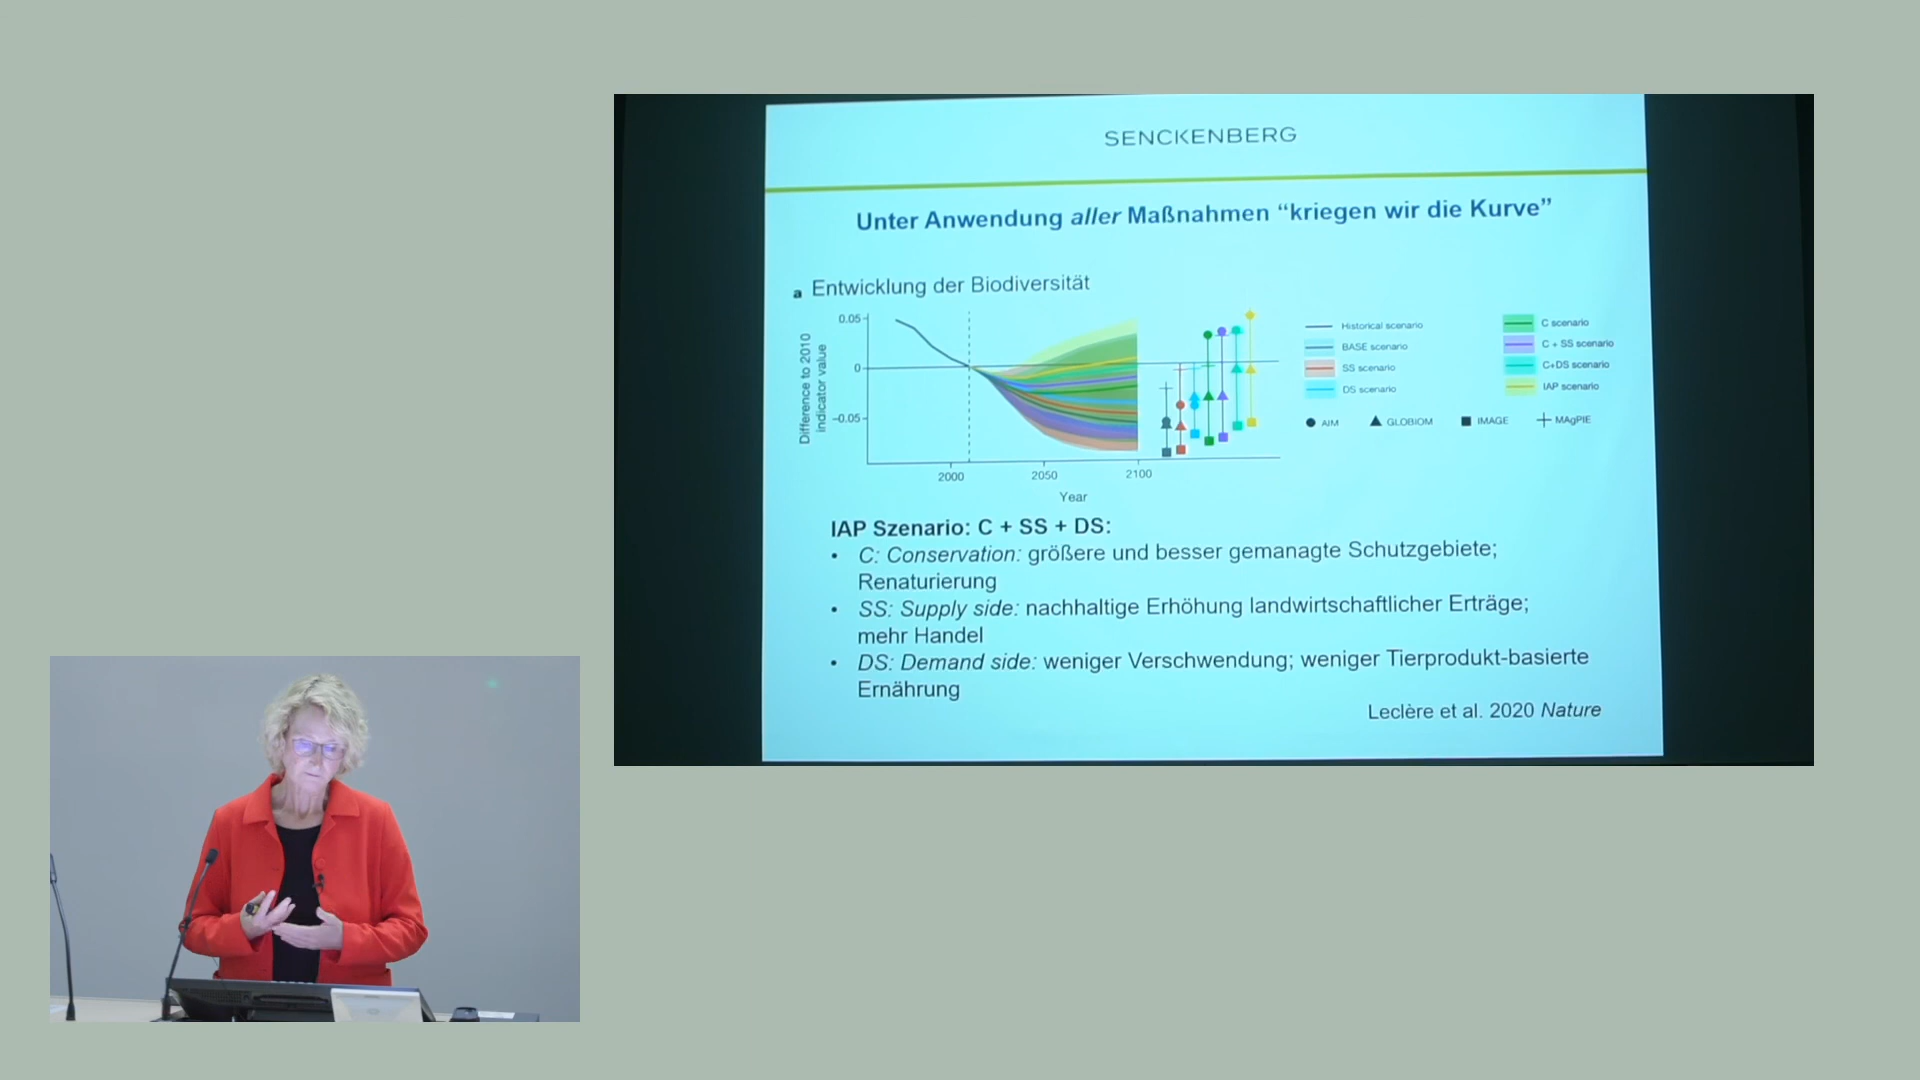 SENCKENBERG
Unter Anwendung aller Maßnahmen “kriegen wir die Kurve”
a Entwicklung der Biodiversität
Difference to 2010
indicator value
0.05
0
−0.05
2000
2050
2100
Year
Historical scenario
BASE scenario
SS scenario
DS scenario
C scenario
C + SS scenario
C+DS scenario
IAP scenario
AIM
GLOBIOM
IMAGE
MAgPIE
IAP Szenario: C + SS + DS:
• C: Conservation: größere und besser gemanagte Schutzgebiete;
Renaturierung
• SS: Supply side: nachhaltige Erhöhung landwirtschaftlicher Erträge;
mehr Handel
• DS: Demand side: weniger Verschwendung; weniger Tierprodukt-basierte
Ernährung
Leclère et al. 2020 Nature